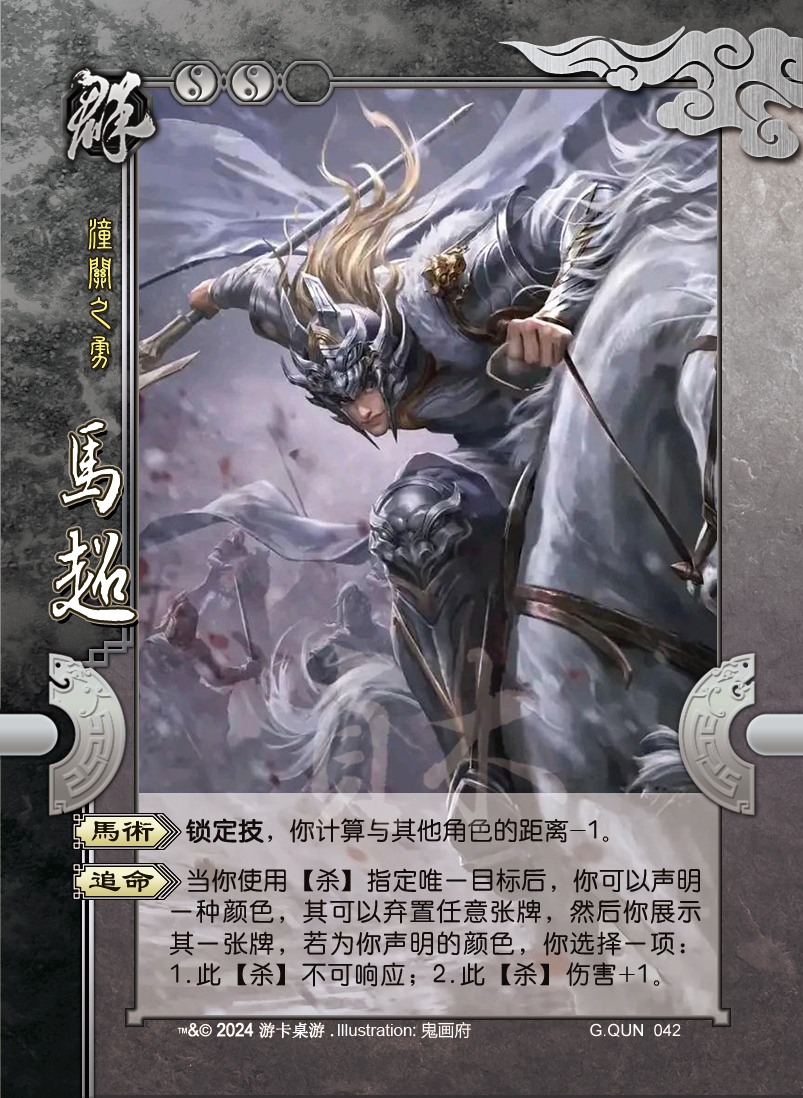 群
潼關之勇
馬超
馬術 锁定技，你计算与其他角色的距离-1。
追命 当你使用【杀】指定唯一目标后，你可以声明
一种颜色，其可以弃置任意张牌，然后你展示
其一张牌，若为你声明的颜色，你选择一项：
1.此【杀】不可响应；2.此【杀】伤害+1。
™&© 2024 游卡桌游 .Illustration: 鬼画府
G.QUN 042